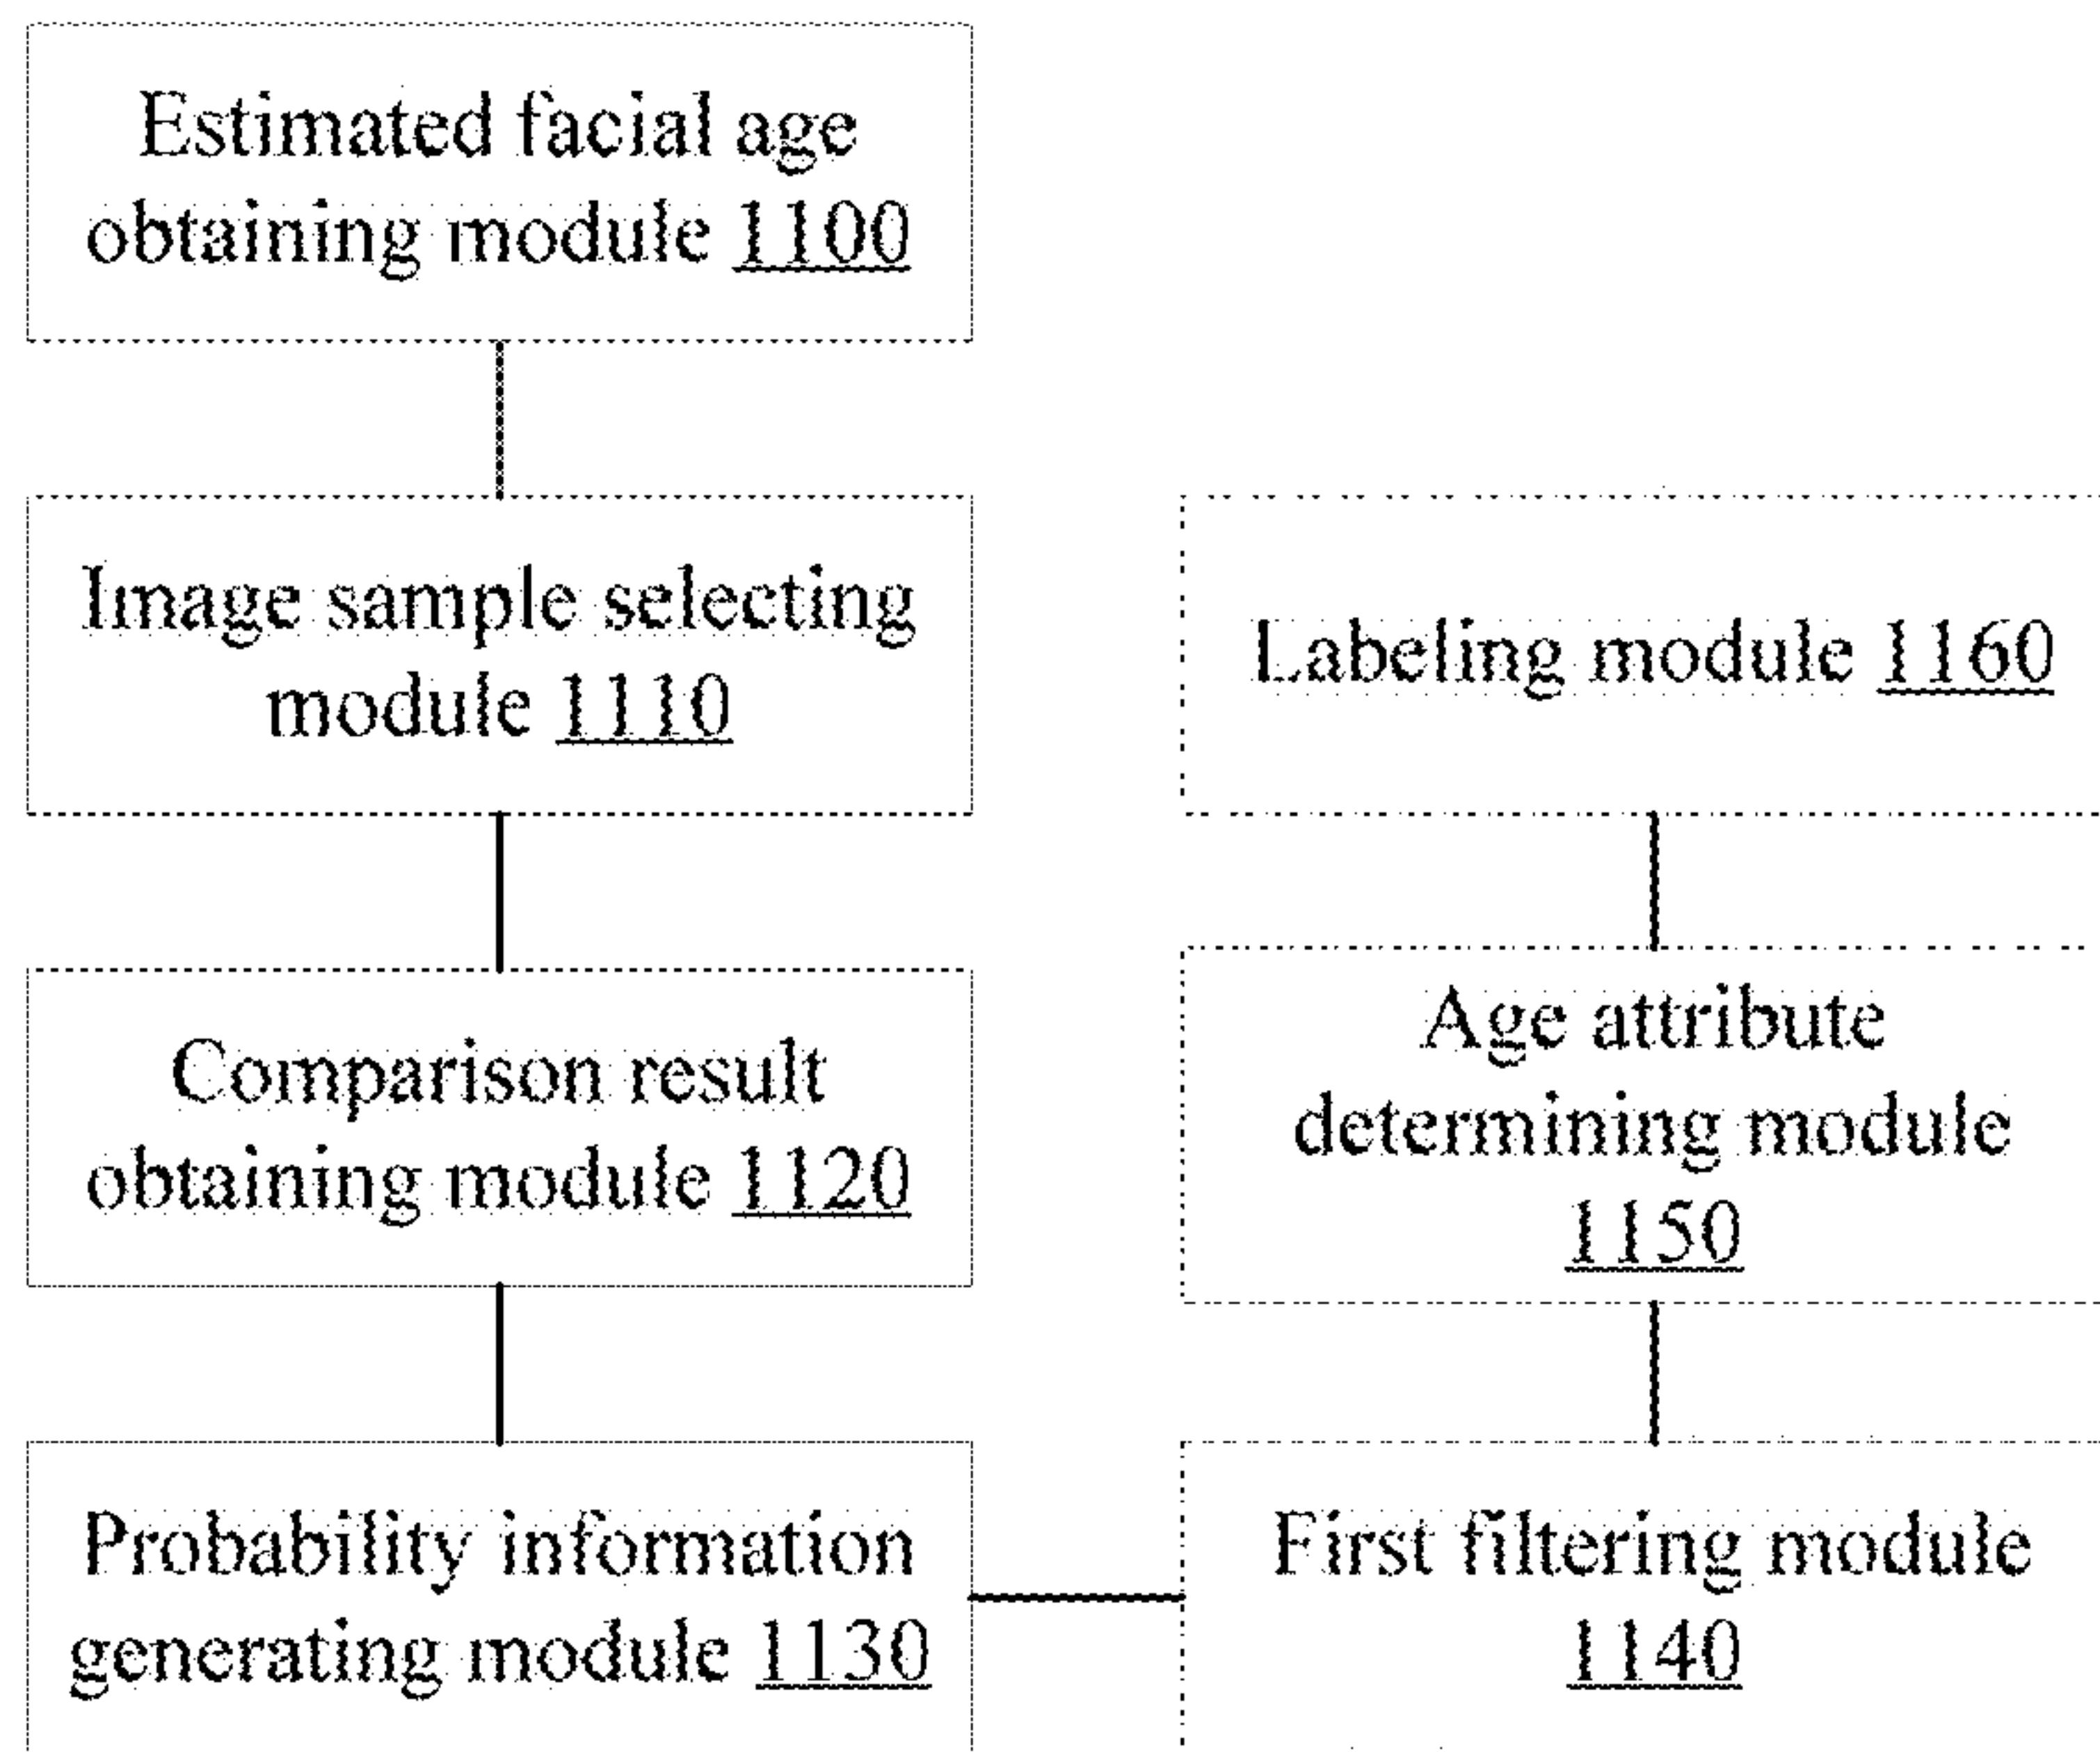 Estimated facial age
obtaining module 1100
Image sample selecting
module 1110
Labeling module 1160
Comparison result
obtaining module 1120
Age attribute
determining module
1150
Probability information
generating module 1130
First filtering module
1140